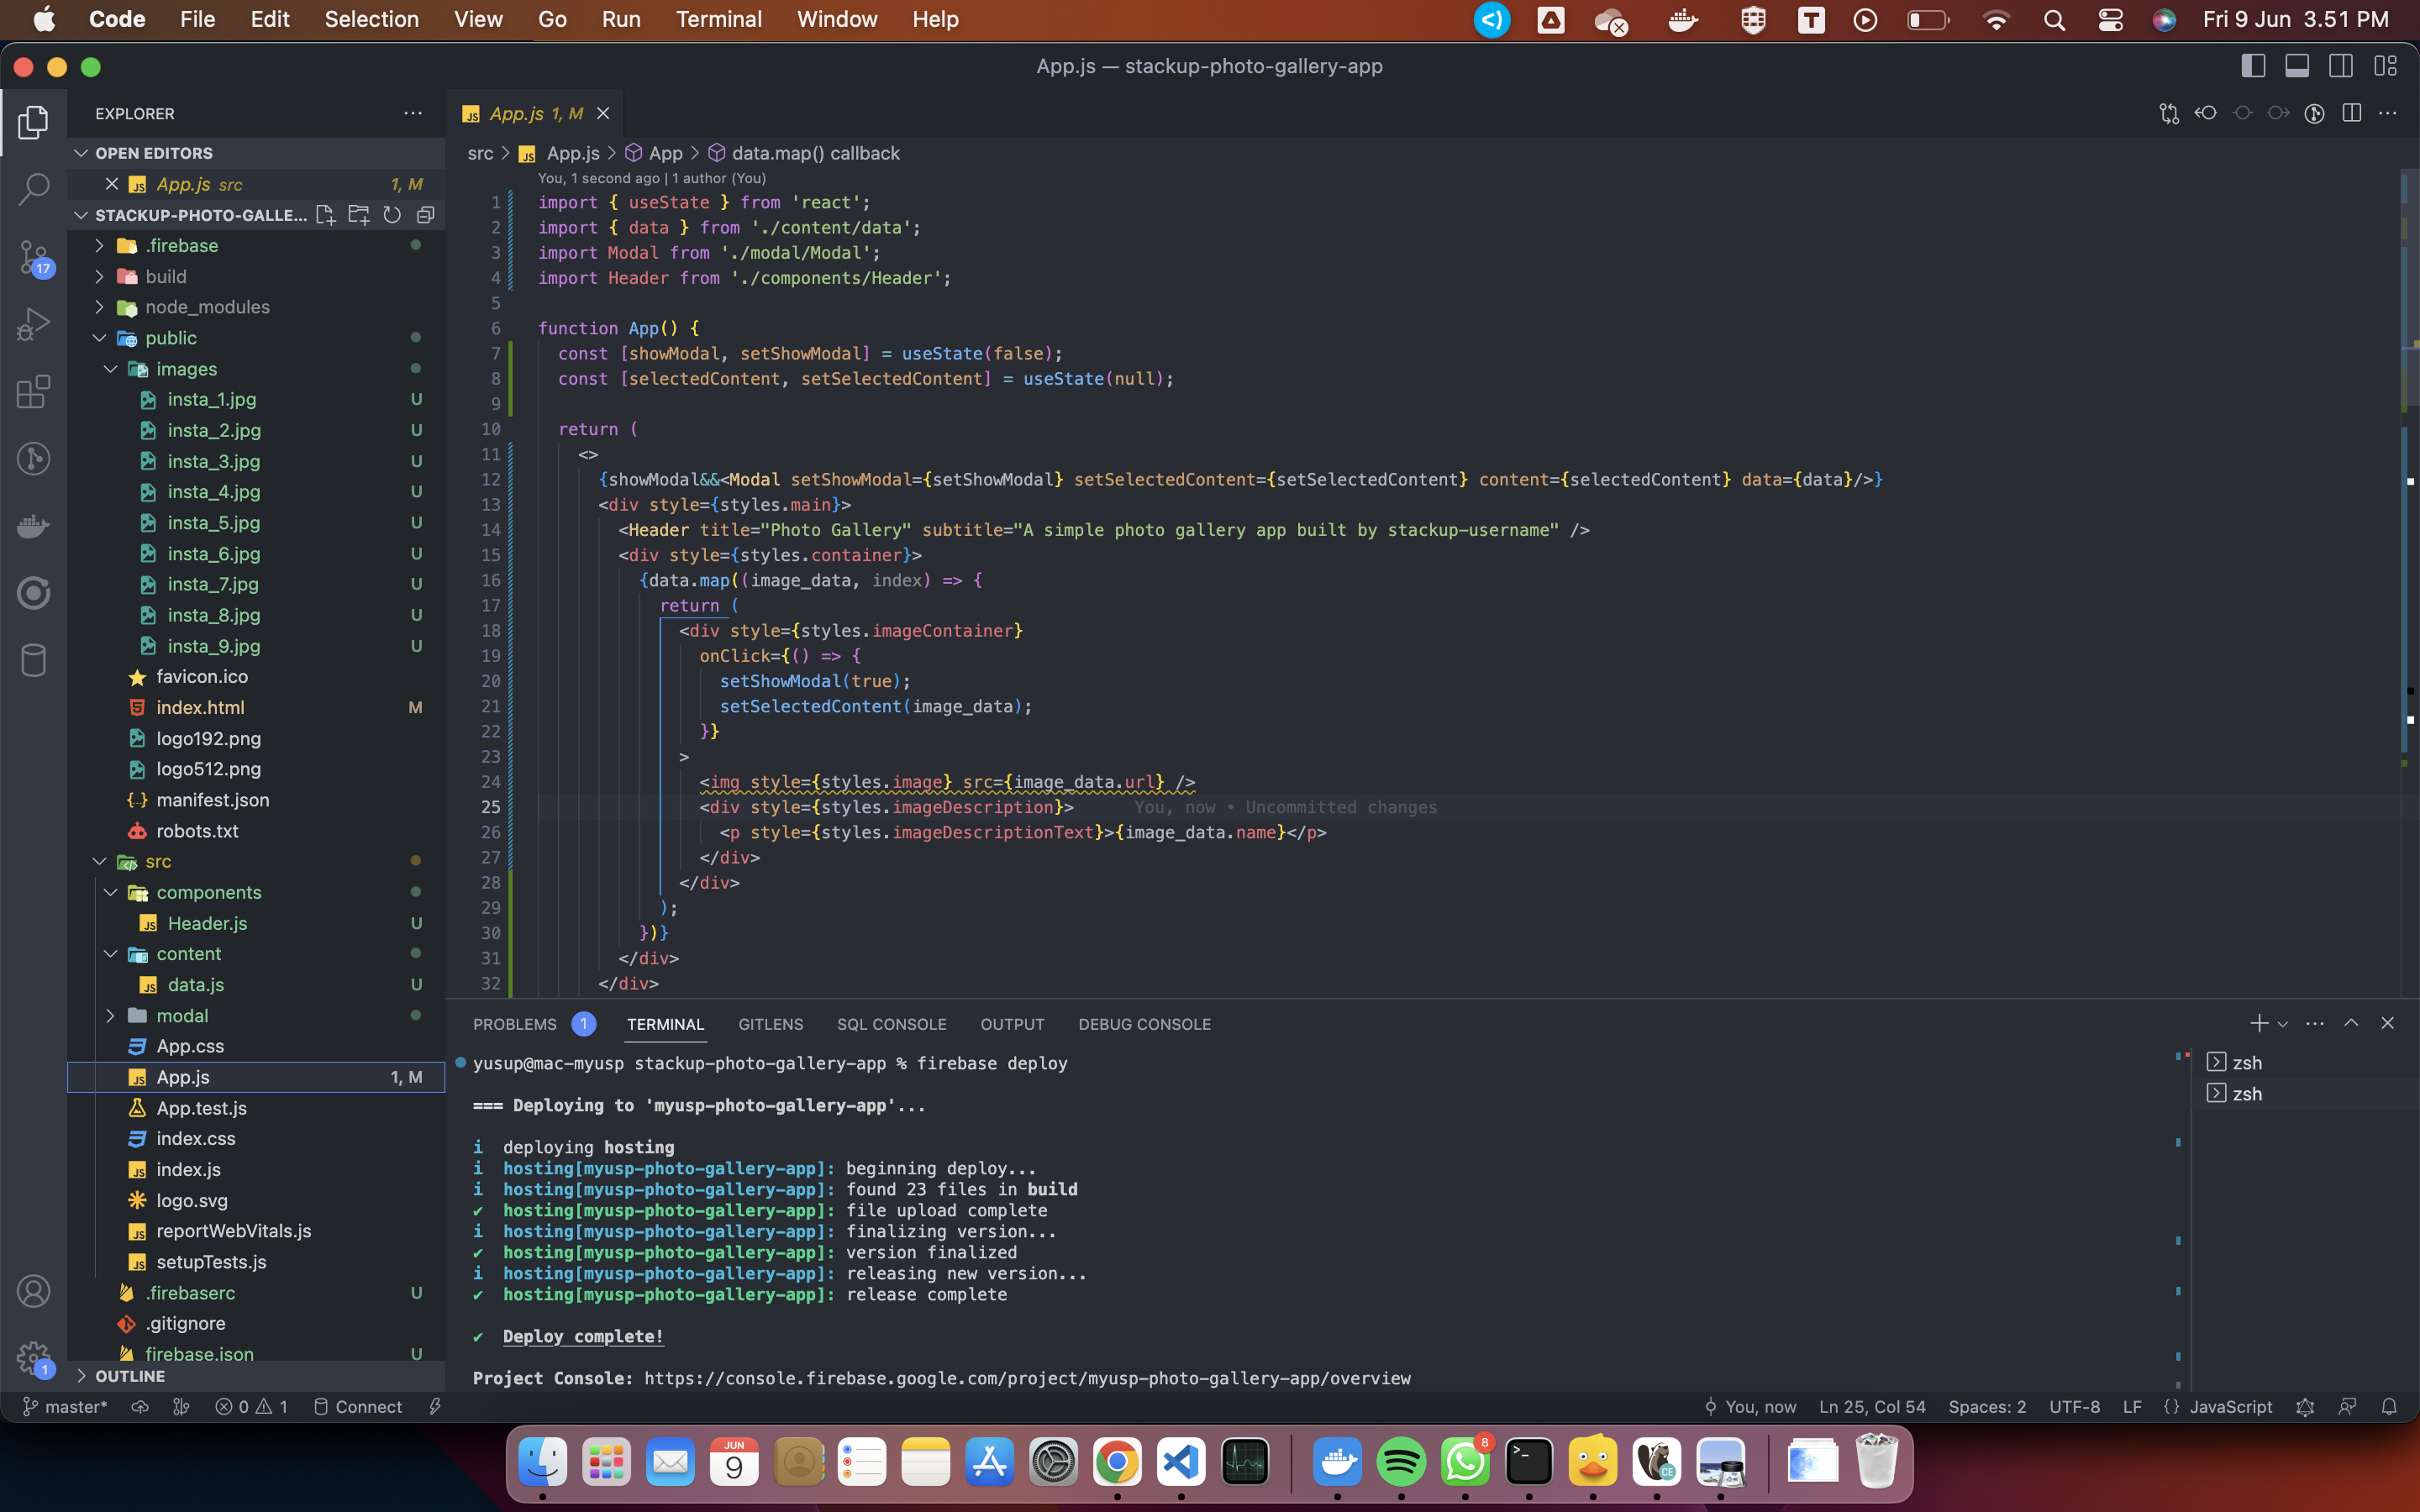 Code File Edit Selection View Go Run Terminal Window Help Fri 9 Jun 3.51 PM
App.js — stackup-photo-gallery-app
EXPLORER
OPEN EDITORS
App.js src 1, M
STACKUP-PHOTO-GALLE...
.firebase
build
node_modules
public
images
insta_1.jpg U
insta_2.jpg U
insta_3.jpg U
insta_4.jpg U
insta_5.jpg U
insta_6.jpg U
insta_7.jpg U
insta_8.jpg U
insta_9.jpg U
favicon.ico
index.html M
logo192.png
logo512.png
manifest.json
robots.txt
src
components
Header.js U
content
data.js U
modal
App.css
App.js 1, M
App.test.js
index.css
index.js
logo.svg
reportWebVitals.js
setupTests.js
.firebaserc U
.gitignore
firebase.json U
OUTLINE
17
1
App.js 1, M
src > App.js > App > data.map() callback
You, 1 second ago | 1 author (You)
1 import { useState } from 'react';
2 import { data } from './content/data';
3 import Modal from './modal/Modal';
4 import Header from './components/Header';
5
6 function App() {
7 const [showModal, setShowModal] = useState(false);
8 const [selectedContent, setSelectedContent] = useState(null);
9
10 return (
11 <>
12 {showModal&&<Modal setShowModal={setShowModal} setSelectedContent={setSelectedContent} content={selectedContent} data={data}/>}
13 <div style={styles.main}>
14 <Header title="Photo Gallery" subtitle="A simple photo gallery app built by stackup-username" />
15 <div style={styles.container}>
16 {data.map((image_data, index) => {
17 return (
18 <div style={styles.imageContainer}
19 onClick={() => {
20 setShowModal(true);
21 setSelectedContent(image_data);
22 }}
23 >
24 <img style={styles.image} src={image_data.url} />
25 <div style={styles.imageDescription}> You, now • Uncommitted changes
26 <p style={styles.imageDescriptionText}>{image_data.name}</p>
27 </div>
28 </div>
29 );
30 })}
31 </div>
32 </div>
PROBLEMS 1 TERMINAL GITLENS SQL CONSOLE OUTPUT DEBUG CONSOLE
yusup@mac-myusp stackup-photo-gallery-app % firebase deploy
=== Deploying to 'myusp-photo-gallery-app'...
i deploying hosting
i hosting[myusp-photo-gallery-app]: beginning deploy...
i hosting[myusp-photo-gallery-app]: found 23 files in build
✔ hosting[myusp-photo-gallery-app]: file upload complete
i hosting[myusp-photo-gallery-app]: finalizing version...
✔ hosting[myusp-photo-gallery-app]: version finalized
i hosting[myusp-photo-gallery-app]: releasing new version...
✔ hosting[myusp-photo-gallery-app]: release complete
✔ Deploy complete!
Project Console: https://console.firebase.google.com/project/myusp-photo-gallery-app/overview
zsh
zsh
master* 0 1 Connect You, now Ln 25, Col 54 Spaces: 2 UTF-8 LF {} JavaScript
JUN
9
8
CE